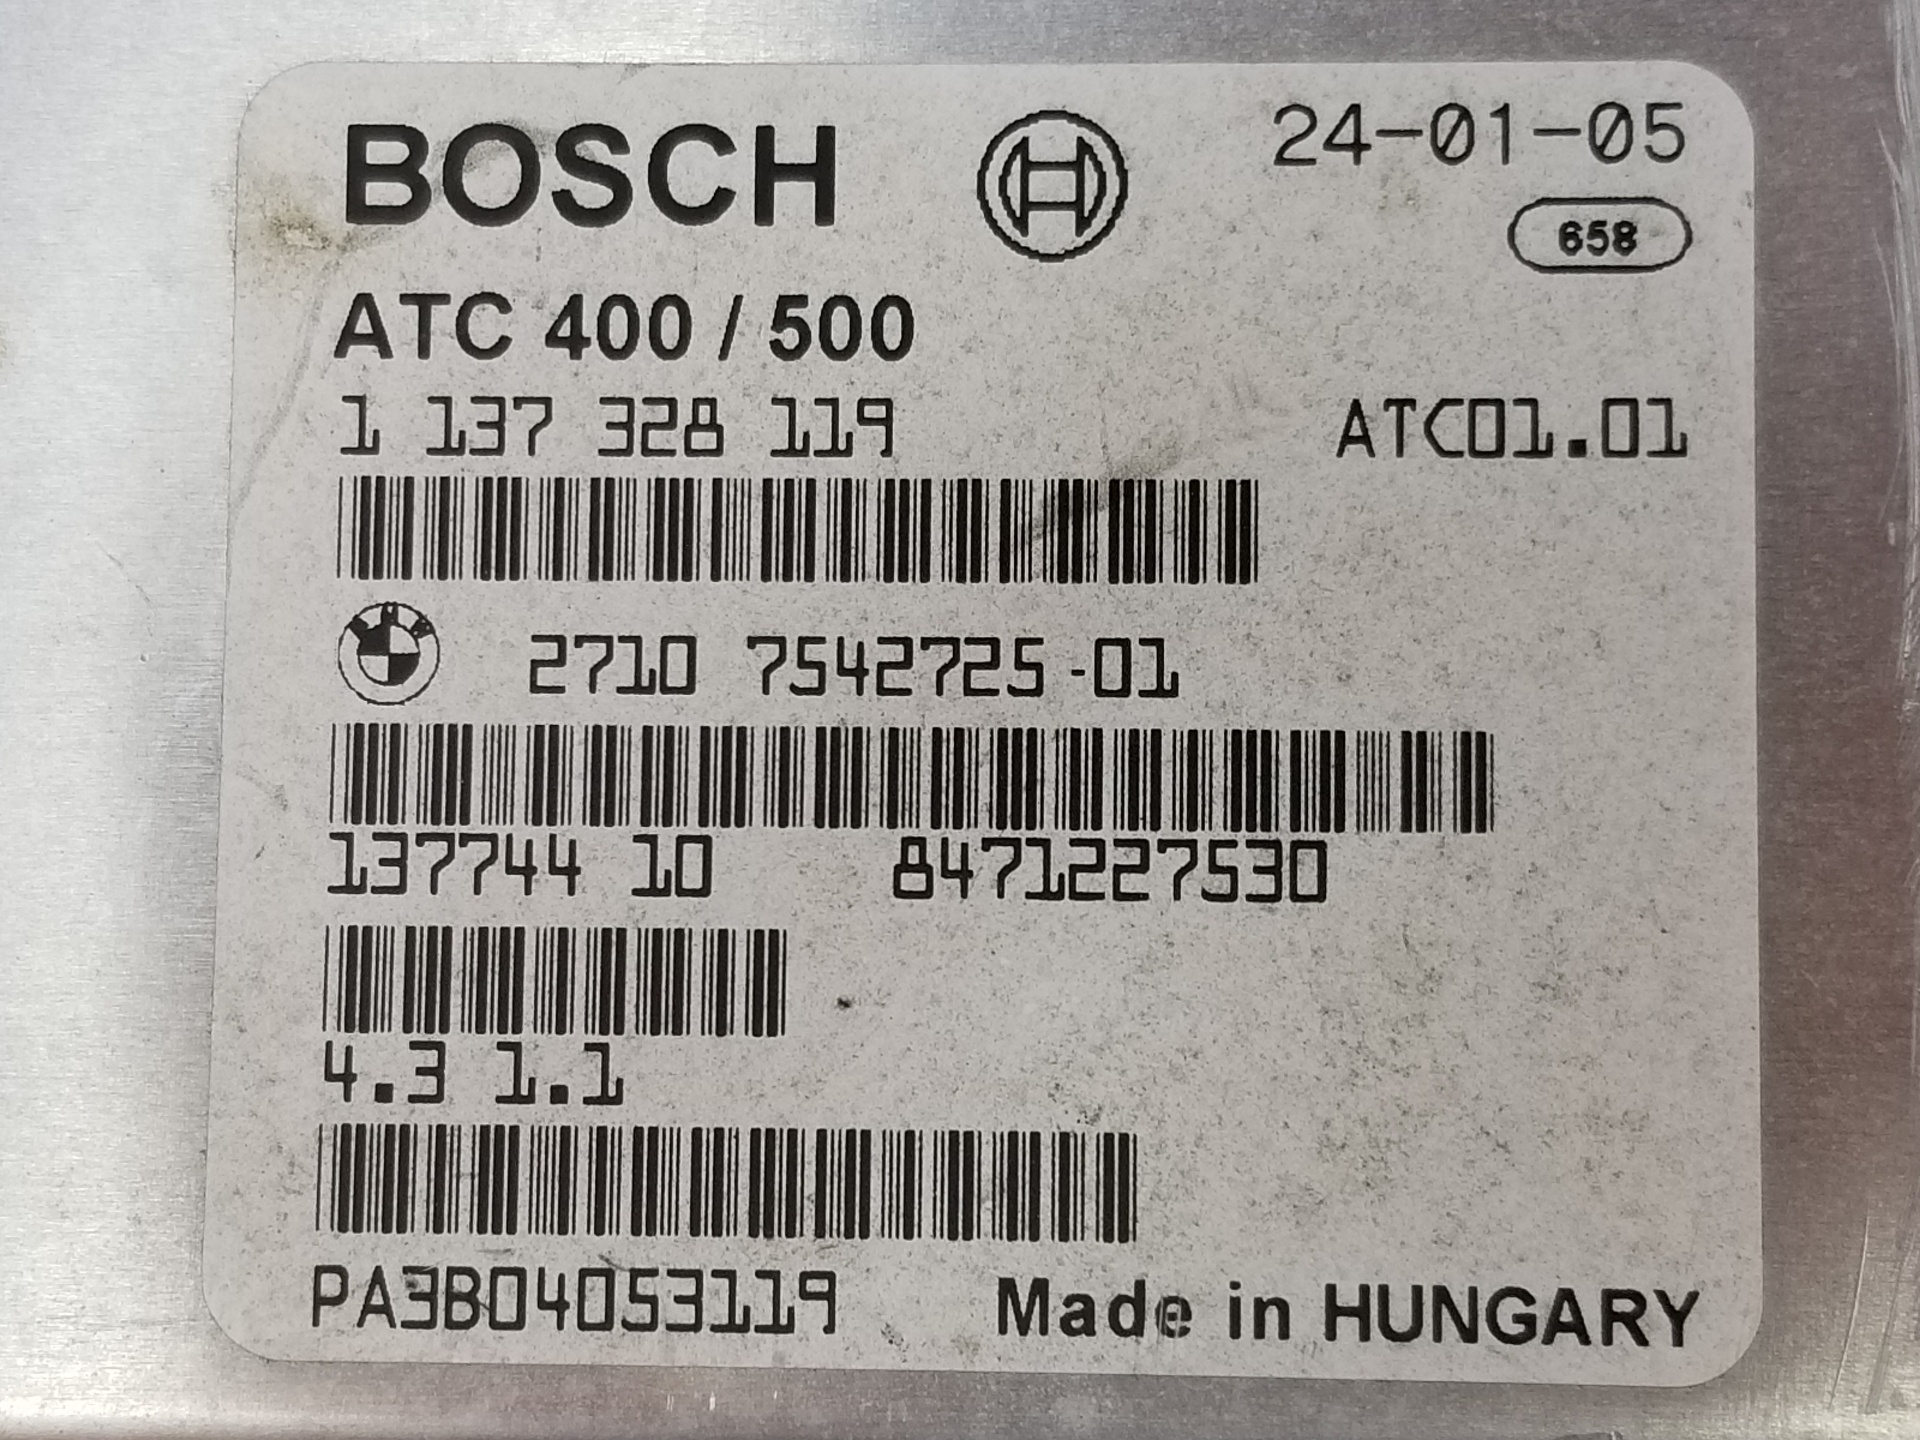 BOSCH
24-01-05
658
ATC 400 / 500
1 137 328 119 ATC01.01
2710 7542725-01
137744 10 8471227530
4.3 1.1
PA3B04053119 Made in HUNGARY